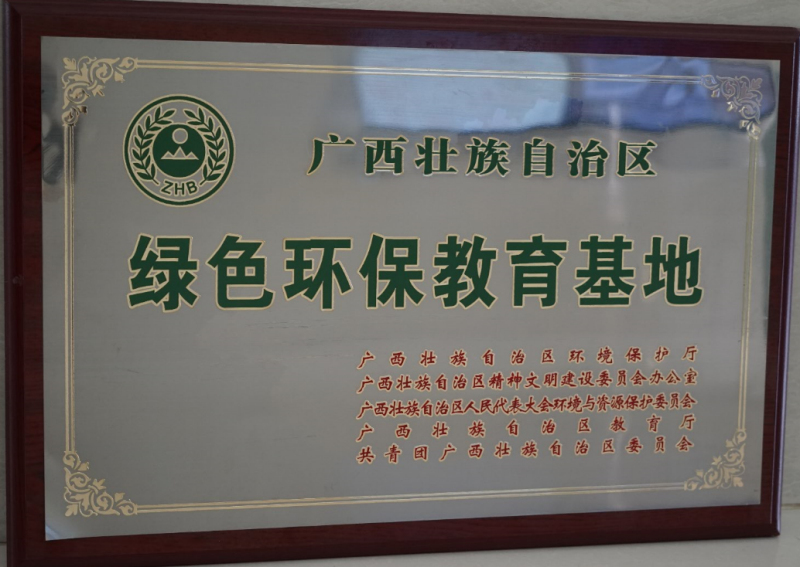 ZHB
广西壮族自治区
绿色环保教育基地
广西壮族自治区环境保护厅
广西壮族自治区精神文明建设委员会办公室
广西壮族自治区人民代表大会环境与资源保护委员会
广西壮族自治区教育厅
共青团广西壮族自治区委员会